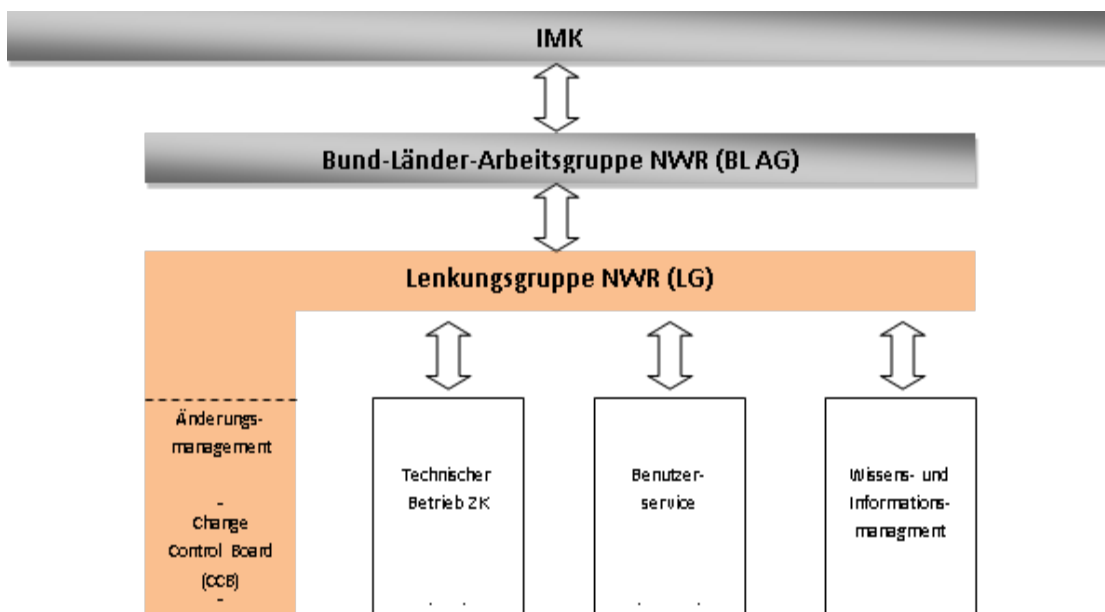 IMK
Bund-Länder-Arbeitsgruppe NWR (BL AG)
Lenkungsgruppe NWR (LG)
Änderungs-
management
-
Change
Control Board
(CCB)
-
Technischer
Betrieb ZK
Benutzer-
service
Wissens- und
Informations-
managment